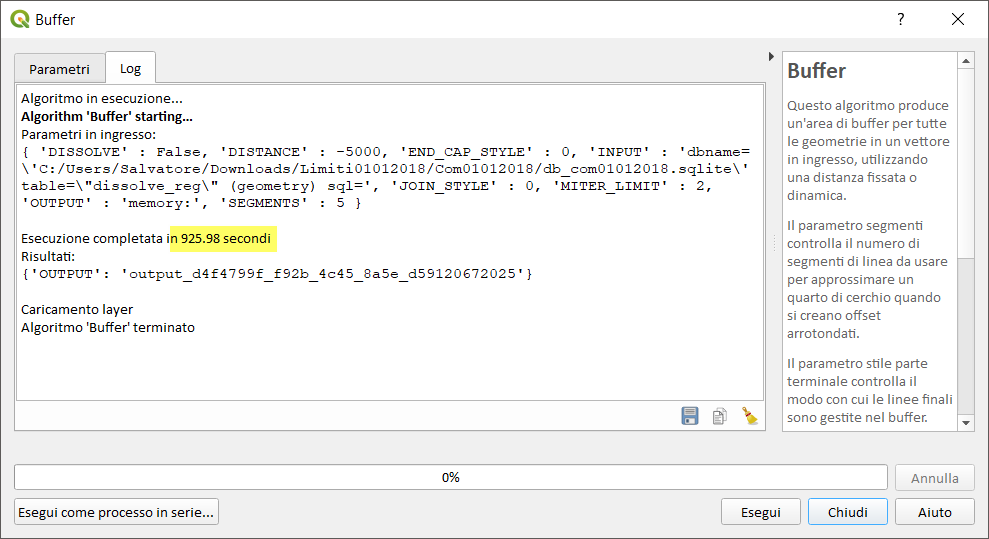 Buffer
?
Parametri
Log
Algoritmo in esecuzione...
Algorithm 'Buffer' starting...
Parametri in ingresso:
{ 'DISSOLVE' : False, 'DISTANCE' : -5000, 'END_CAP_STYLE' : 0, 'INPUT' : 'dbname=
\'C:/Users/Salvatore/Downloads/Limiti01012018/Com01012018/db_com01012018.sqlite\'
table=\"dissolve_reg\" (geometry) sql=', 'JOIN_STYLE' : 0, 'MITER_LIMIT' : 2,
'OUTPUT' : 'memory:', 'SEGMENTS' : 5 }
Esecuzione completata in 925.98 secondi
Risultati:
{'OUTPUT': 'output_d4f4799f_f92b_4c45_8a5e_d59120672025'}
Caricamento layer
Algoritmo 'Buffer' terminato
Buffer
Questo algoritmo produce
un'area di buffer per tutte
le geometrie in un vettore
in ingresso, utilizzando
una distanza fissata o
dinamica.
Il parametro segmenti
controlla il numero di
segmenti di linea da usare
per approssimare un
quarto di cerchio quando
si creano offset
arrotondati.
Il parametro stile parte
terminale controlla il
modo con cui le linee finali
sono gestite nel buffer.
0%
Annulla
Esegui come processo in serie...
Esegui
Chiudi
Aiuto